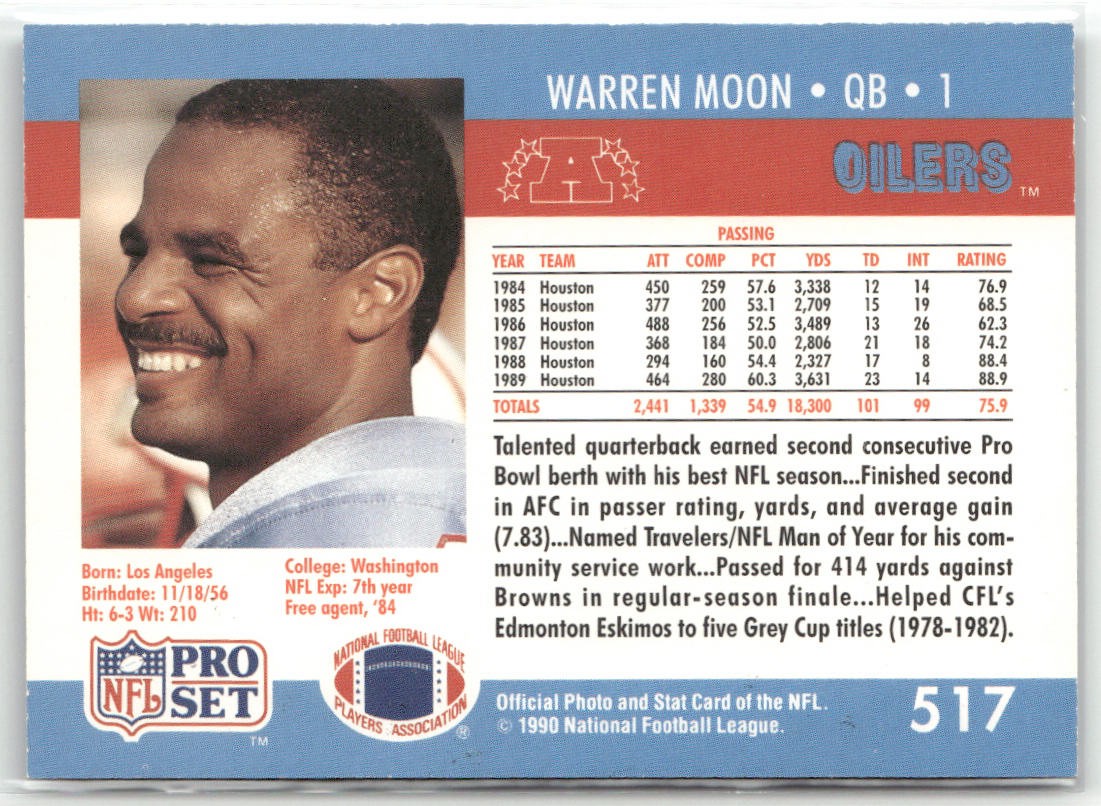 WARREN MOON • QB • 1
A
OILERS TM
PASSING
YEAR TEAM ATT COMP PCT YDS TD INT RATING
1984 Houston 450 259 57.6 3,338 12 14 76.9
1985 Houston 377 200 53.1 2,709 15 19 68.5
1986 Houston 488 256 52.5 3,489 13 26 62.3
1987 Houston 368 184 50.0 2,806 21 18 74.2
1988 Houston 294 160 54.4 2,327 17 8 88.4
1989 Houston 464 280 60.3 3,631 23 14 88.9
TOTALS 2,441 1,339 54.9 18,300 101 99 75.9
Talented quarterback earned second consecutive Pro
Bowl berth with his best NFL season...Finished second
in AFC in passer rating, yards, and average gain
(7.83)...Named Travelers/NFL Man of Year for his com-
munity service work...Passed for 414 yards against
Browns in regular-season finale...Helped CFL's
Edmonton Eskimos to five Grey Cup titles (1978-1982).
Born: Los Angeles
Birthdate: 11/18/56
Ht: 6-3 Wt: 210
College: Washington
NFL Exp: 7th year
Free agent, '84
NFL
PRO
SET
TM
NATIONAL FOOTBALL LEAGUE
PLAYERS ASSOCIATION
®
Official Photo and Stat Card of the NFL.
© 1990 National Football League.
517